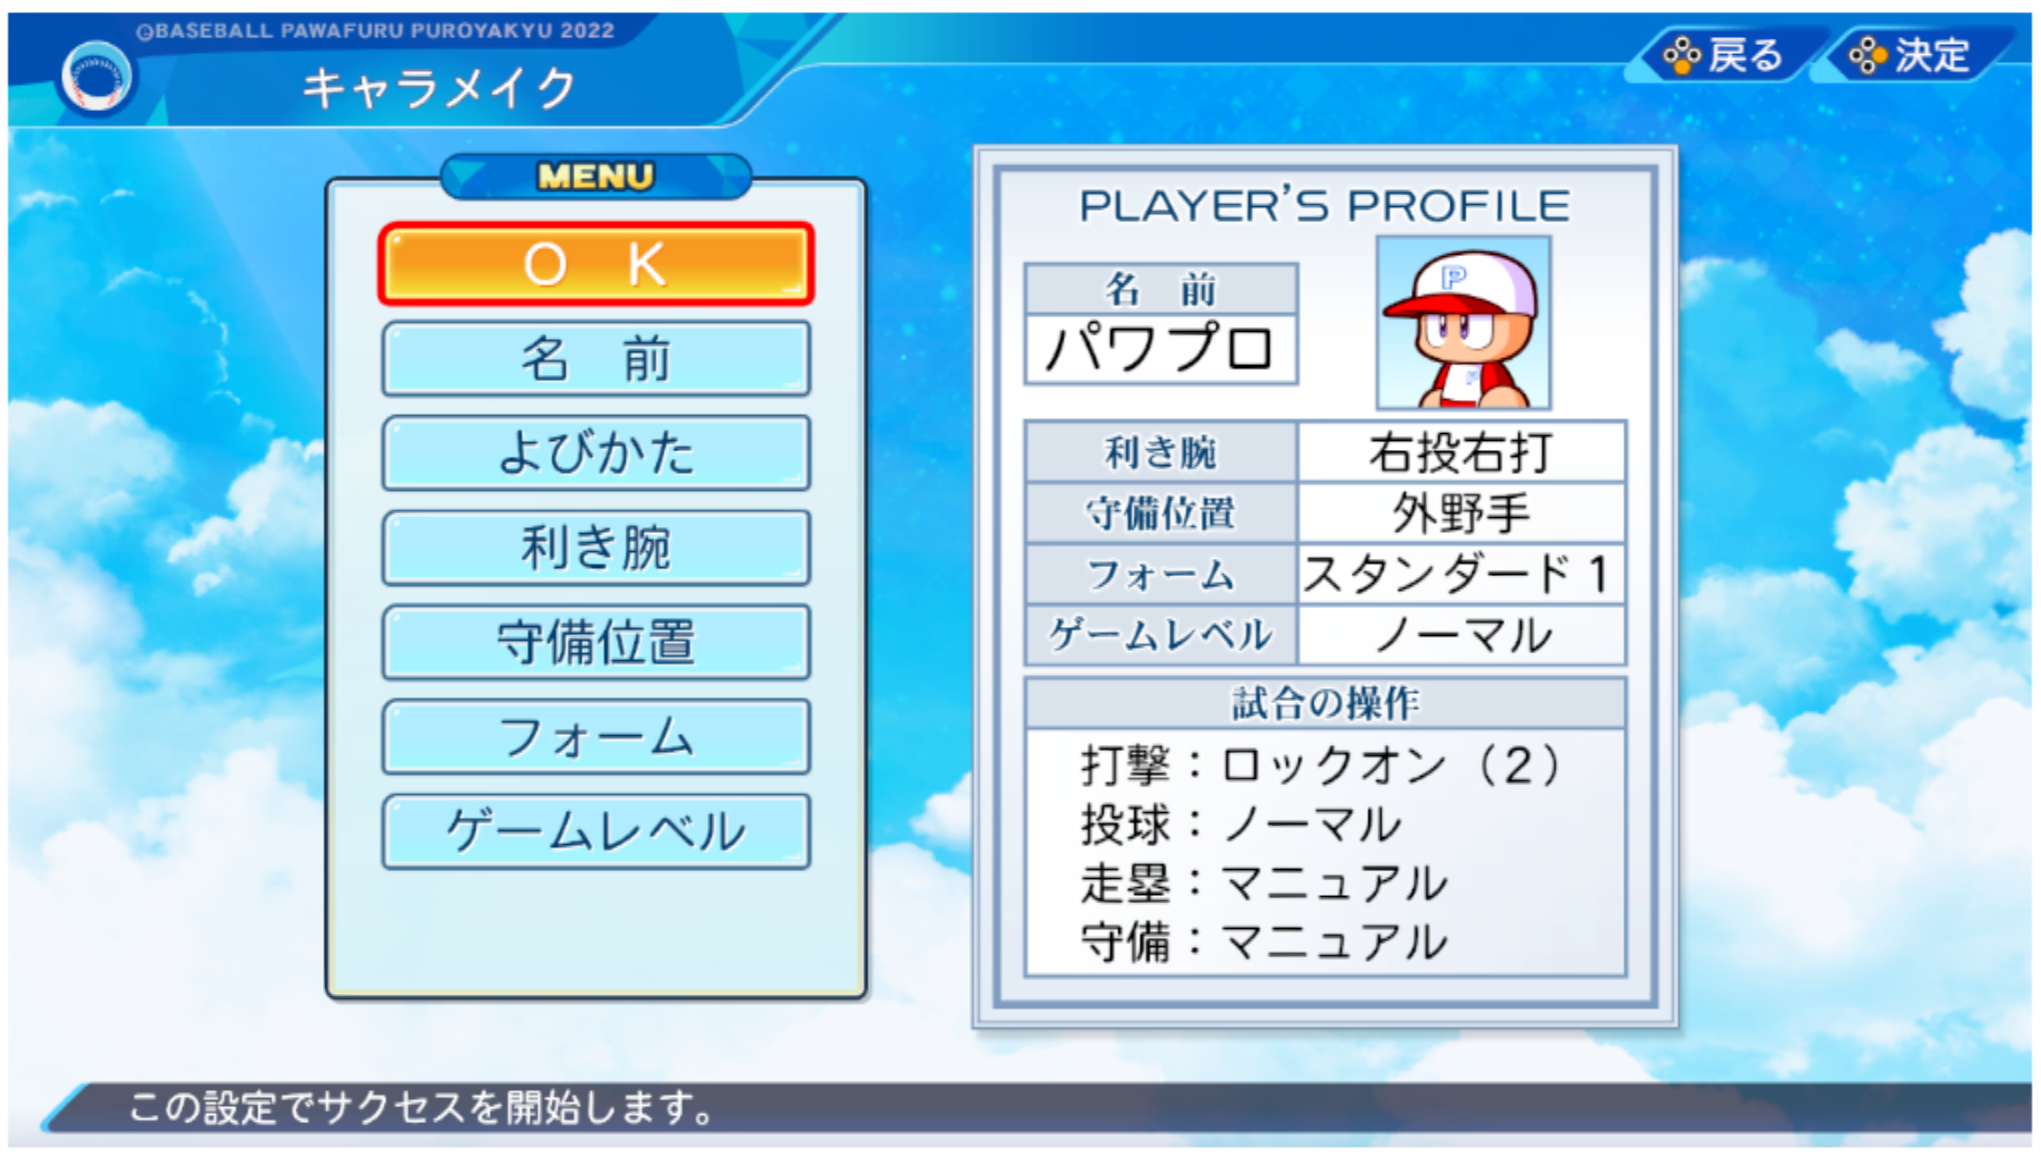 ©BASEBALL PAWAFURU PUROYAKYU 2022
キャラメイク
戻る
決定
MENU
OK
名前
よびかた
利き腕
守備位置
フォーム
ゲームレベル
PLAYER'S PROFILE
名前
パワプロ
P
P
利き腕 右投右打
守備位置 外野手
フォーム スタンダード1
ゲームレベル ノーマル
試合の操作
打撃：ロックオン（2）
投球：ノーマル
走塁：マニュアル
守備：マニュアル
この設定でサクセスを開始します。